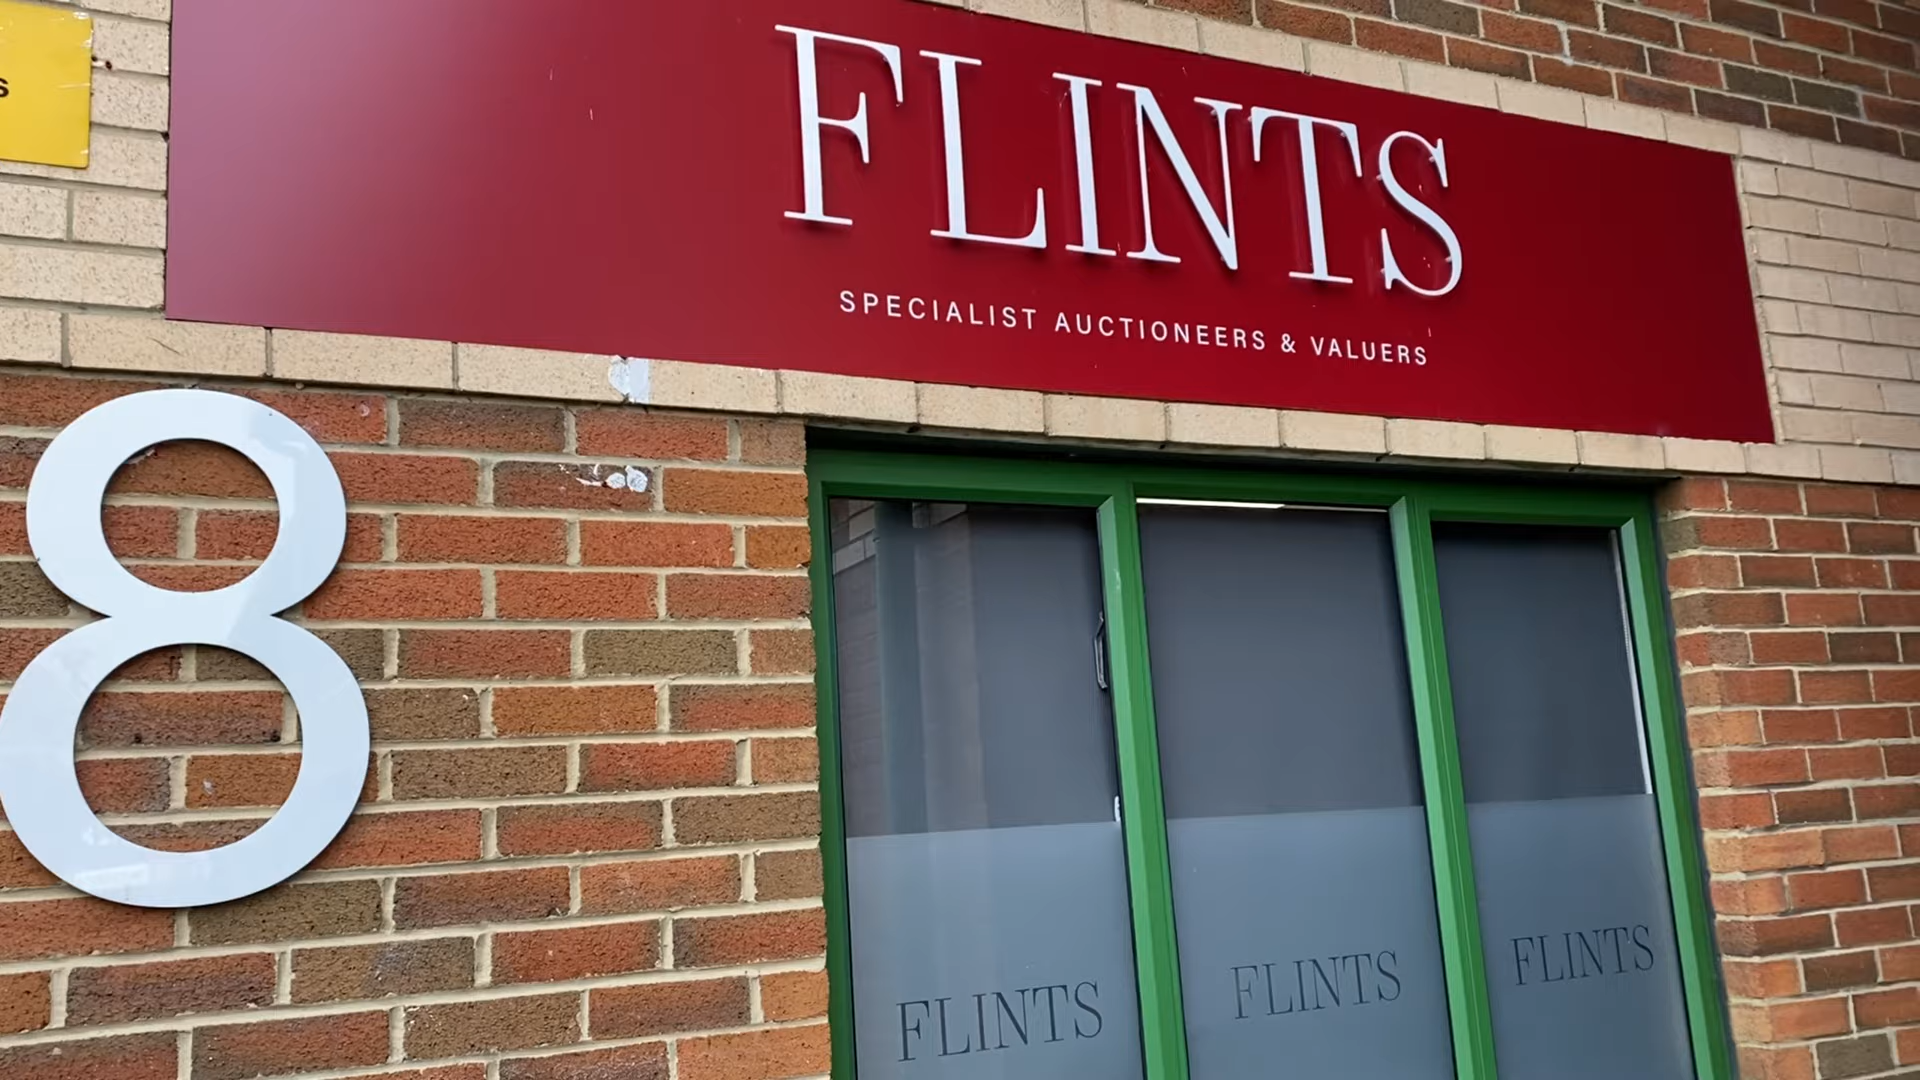 s
FLINTS
SPECIALIST AUCTIONEERS & VALUERS
8
FLINTS
FLINTS
FLINTS